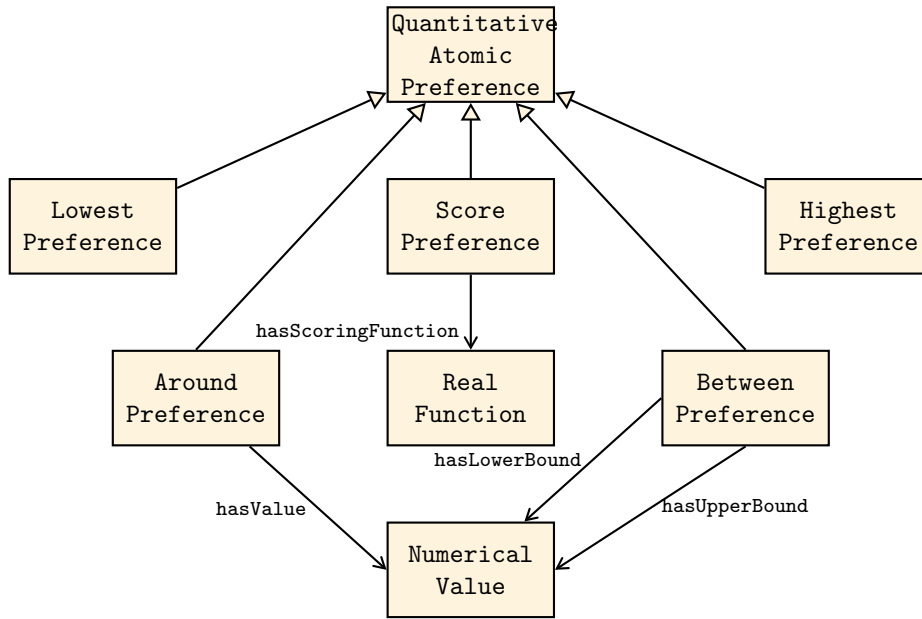 Quantitative
Atomic
Preference
Lowest
Preference
Score
Preference
Highest
Preference
hasScoringFunction
Around
Preference
Real
Function
Between
Preference
hasLowerBound
hasValue
hasUpperBound
Numerical
Value